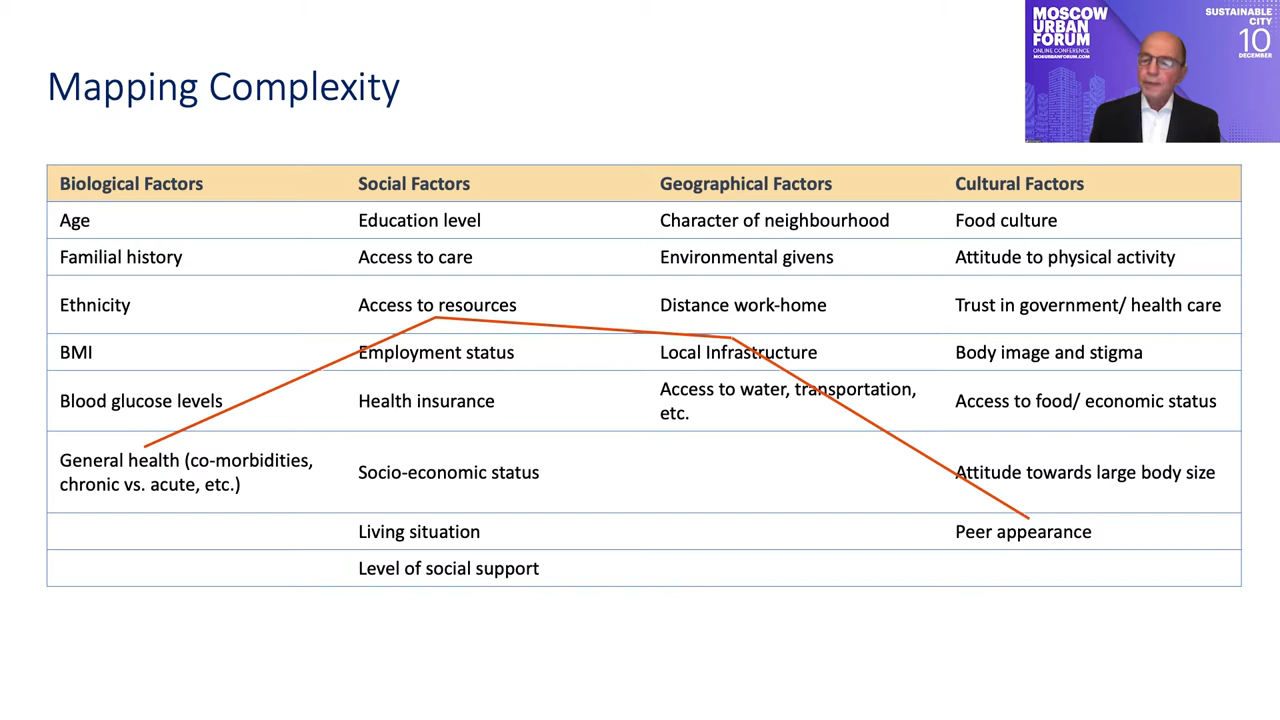 MOSCOW
URBAN
FORUM
ONLINE CONFERENCE
MOSURBANFORUM.COM
SUSTAINABLE
CITY
10
DECEMBER
Mapping Complexity
Biological Factors Social Factors Geographical Factors Cultural Factors
Age Education level Character of neighbourhood Food culture
Familial history Access to care Environmental givens Attitude to physical activity
Ethnicity Access to resources Distance work-home Trust in government/ health care
BMI Employment status Local Infrastructure Body image and stigma
Blood glucose levels Health insurance Access to water, transportation, etc. Access to food/ economic status
General health (co-morbidities, chronic vs. acute, etc.) Socio-economic status Attitude towards large body size
Living situation Peer appearance
Level of social support